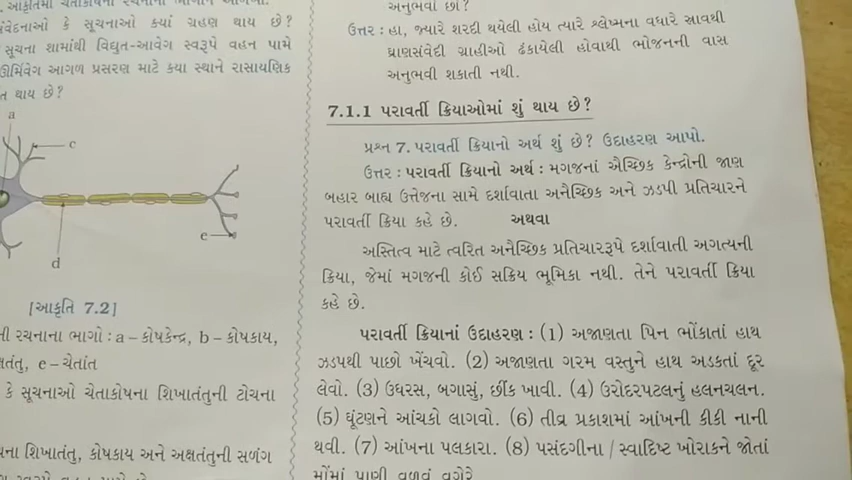 સંવેદનાઓ કે સૂચનાઓ ક્યાં ગ્રહણ થાય છે?
સૂચના શામાંથી વિદ્યુત-આવેગ સ્વરૂપે વહન પામે
ઊર્મિવેગ આગળ પ્રસરણ માટે કયા સ્થાને રાસાયણિક
થાય છે?
a
c
e
d
[આકૃતિ 7.2]
રચનાના ભાગો : a – કોષકેન્દ્ર, b – કોષકાય,
e – ચેતાંત
કે સૂચનાઓ ચેતાકોષના શિખાતંતુની ટોચના
શિખાતંતુ, કોષકાય અને અક્ષતંતુની સળંગ
અનુભવો છો?
ઉત્તર : હા, જ્યારે શરદી થયેલી હોય ત્યારે શ્લેષ્મના વધારે સ્રાવથી
ઘ્રાણસંવેદી ગ્રાહીઓ ઢંકાયેલી હોવાથી ભોજનની વાસ
અનુભવી શકાતી નથી.
7.1.1 પરાવર્તી ક્રિયાઓમાં શું થાય છે?
પ્રશ્ન 7. પરાવર્તી ક્રિયાનો અર્થ શું છે? ઉદાહરણ આપો.
ઉત્તર : પરાવર્તી ક્રિયાનો અર્થ : મગજનાં ઐચ્છિક કેન્દ્રોની જાણ
બહાર બાહ્ય ઉત્તેજના સામે દર્શાવાતા અનૈચ્છિક અને ઝડપી પ્રતિચારને
પરાવર્તી ક્રિયા કહે છે. અથવા
અસ્તિત્વ માટે ત્વરિત અનૈચ્છિક પ્રતિચારરૂપે દર્શાવાતી અગત્યની
ક્રિયા, જેમાં મગજની કોઈ સક્રિય ભૂમિકા નથી. તેને પરાવર્તી ક્રિયા
કહે છે.
પરાવર્તી ક્રિયાનાં ઉદાહરણ : (1) અજાણતા પિન ભોંકાતાં હાથ
ઝડપથી પાછો ખેંચવો. (2) અજાણતા ગરમ વસ્તુને હાથ અડકતાં દૂર
લેવો. (3) ઉધરસ, બગાસું, છીંક ખાવી. (4) ઉરોદરપટલનું હલનચલન.
(5) ઘૂંટણને આંચકો લાગવો. (6) તીવ્ર પ્રકાશમાં આંખની કીકી નાની
થવી. (7) આંખના પલકારા. (8) પસંદગીના / સ્વાદિષ્ટ ખોરાકને જોતાં
મોંમાં પાણી વળવું વગેરે